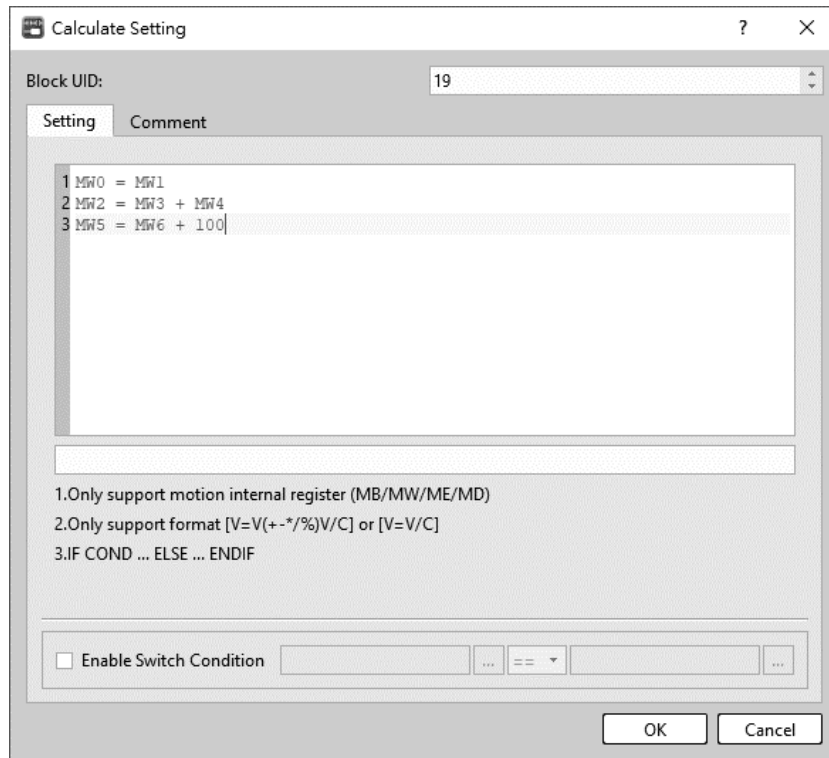 Calculate Setting ? ×
Block UID: 19
Setting Comment
1 MW0 = MW1
2 MW2 = MW3 + MW4
3 MW5 = MW6 + 100
1.Only support motion internal register (MB/MW/ME/MD)
2.Only support format [V=V(+-*/%)V/C] or [V=V/C]
3.IF COND ... ELSE ... ENDIF
Enable Switch Condition ... == ...
OK Cancel